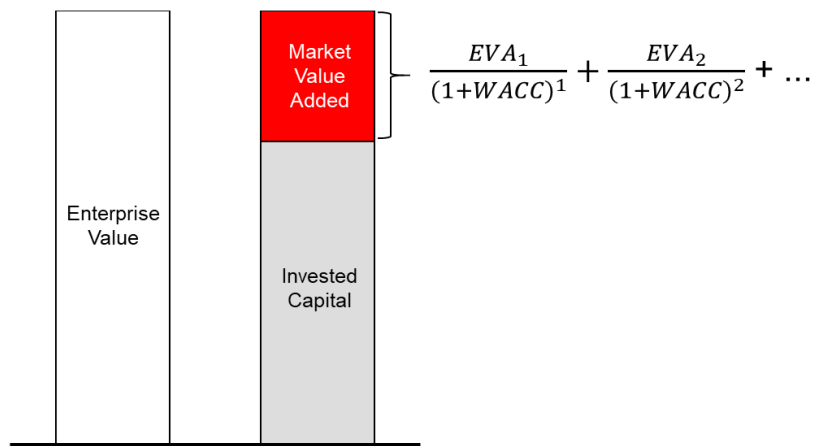 Market
Value
Added
EVA₁/(1+WACC)¹ + EVA₂/(1+WACC)² + ...
Enterprise
Value
Invested
Capital